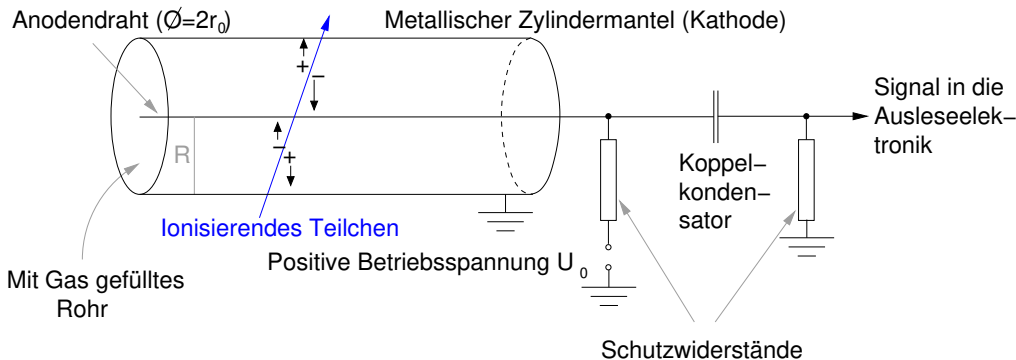 Anodendraht (Ø=2r₀)
Metallischer Zylindermantel (Kathode)
+
−
−
+
R
Signal in die
Ausleseelek−
tronik
Koppel−
konden−
sator
Ionisierendes Teilchen
Positive Betriebsspannung U₀
Mit Gas gefülltes
Rohr
Schutzwiderstände